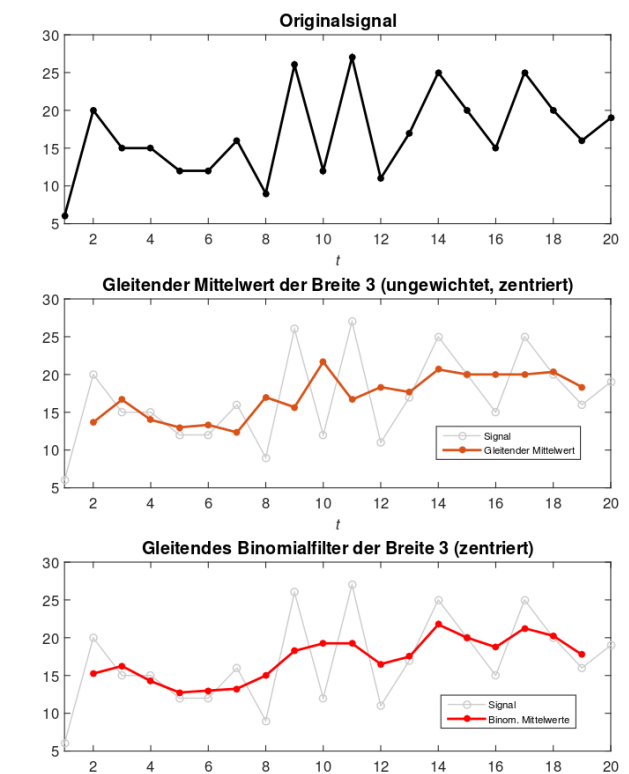 Originalsignal
30
25
20
15
10
5
2 4 6 8 10 12 14 16 18 20
t
Gleitender Mittelwert der Breite 3 (ungewichtet, zentriert)
30
25
20
15
10
5
Signal
Gleitender Mittelwert
2 4 6 8 10 12 14 16 18 20
t
Gleitendes Binomialfilter der Breite 3 (zentriert)
30
25
20
15
10
5
Signal
Binom. Mittelwerte
2 4 6 8 10 12 14 16 18 20